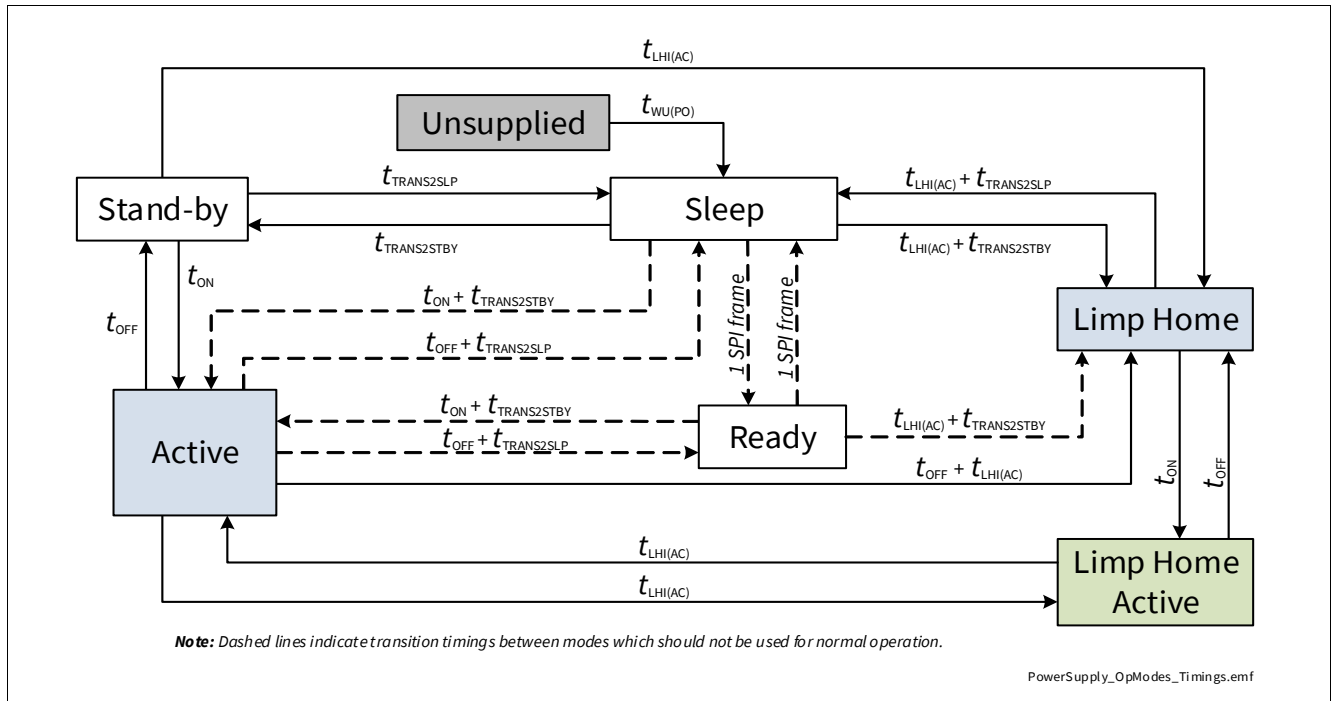 tLHI(AC)
Unsupplied
tWU(PO)
Stand-by
tTRANS2SLP
Sleep
tLHI(AC) + tTRANS2SLP
tTRANS2STBY
tLHI(AC) + tTRANS2STBY
tON
tOFF
tON + tTRANS2STBY
tOFF + tTRANS2SLP
1 SPI frame
1 SPI frame
Limp Home
Active
tON + tTRANS2STBY
tOFF + tTRANS2SLP
Ready
tLHI(AC) + tTRANS2STBY
tOFF + tLHI(AC)
tON
tOFF
tLHI(AC)
tLHI(AC)
Limp Home
Active
Note: Dashed lines indicate transition timings between modes which should not be used for normal operation.
PowerSupply_OpModes_Timings.emf